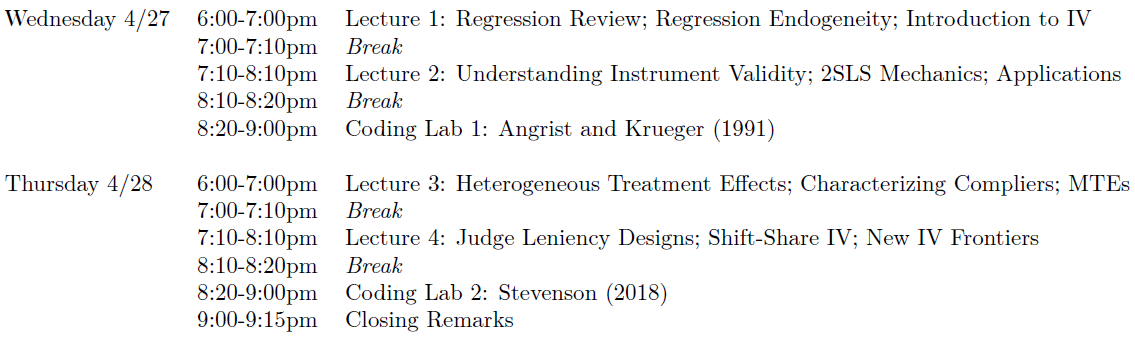 Wednesday 4/27 6:00-7:00pm Lecture 1: Regression Review; Regression Endogeneity; Introduction to IV
7:00-7:10pm Break
7:10-8:10pm Lecture 2: Understanding Instrument Validity; 2SLS Mechanics; Applications
8:10-8:20pm Break
8:20-9:00pm Coding Lab 1: Angrist and Krueger (1991)
Thursday 4/28 6:00-7:00pm Lecture 3: Heterogeneous Treatment Effects; Characterizing Compliers; MTEs
7:00-7:10pm Break
7:10-8:10pm Lecture 4: Judge Leniency Designs; Shift-Share IV; New IV Frontiers
8:10-8:20pm Break
8:20-9:00pm Coding Lab 2: Stevenson (2018)
9:00-9:15pm Closing Remarks